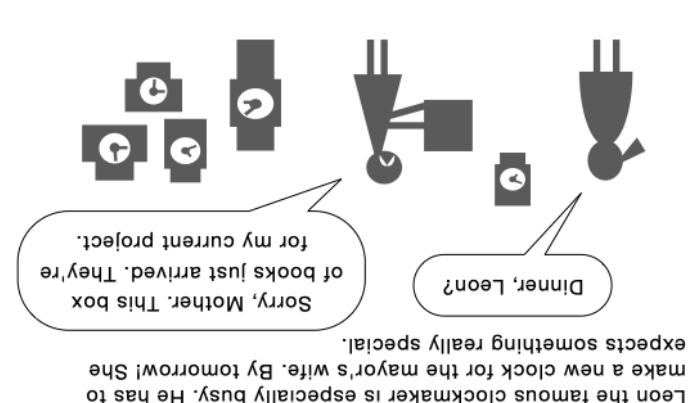 Leon the famous clockmaker is especially busy. He has to
make a new clock for the mayor's wife. By tomorrow! She
expects something really special.
Dinner, Leon?
Sorry, Mother. This box
of books just arrived. They're
for my current project.